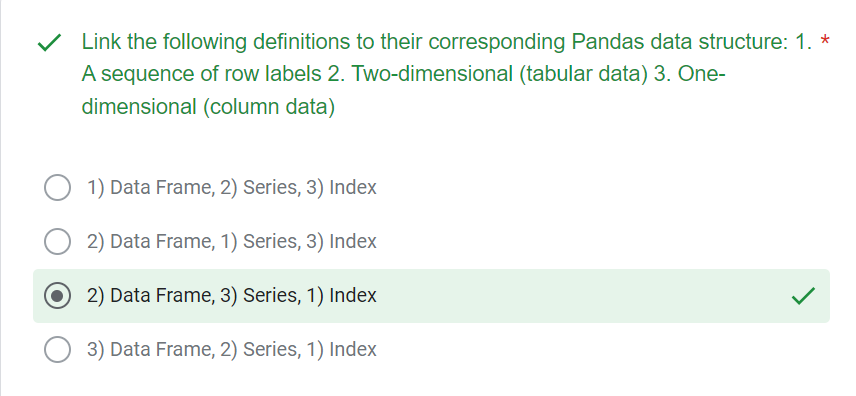 Link the following definitions to their corresponding Pandas data structure: 1. *
A sequence of row labels 2. Two-dimensional (tabular data) 3. One-
dimensional (column data)
1) Data Frame, 2) Series, 3) Index
2) Data Frame, 1) Series, 3) Index
2) Data Frame, 3) Series, 1) Index
3) Data Frame, 2) Series, 1) Index